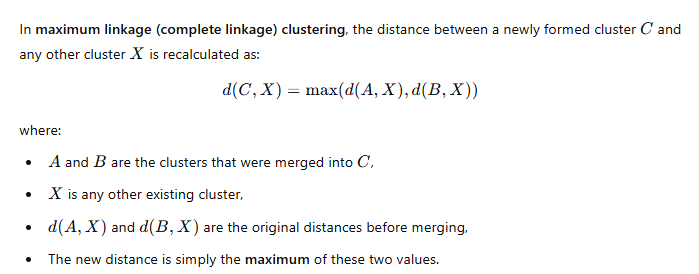 In maximum linkage (complete linkage) clustering, the distance between a newly formed cluster C and
any other cluster X is recalculated as:
d(C, X) = max(d(A, X), d(B, X))
where:
• A and B are the clusters that were merged into C,
• X is any other existing cluster,
• d(A, X) and d(B, X) are the original distances before merging,
• The new distance is simply the maximum of these two values.